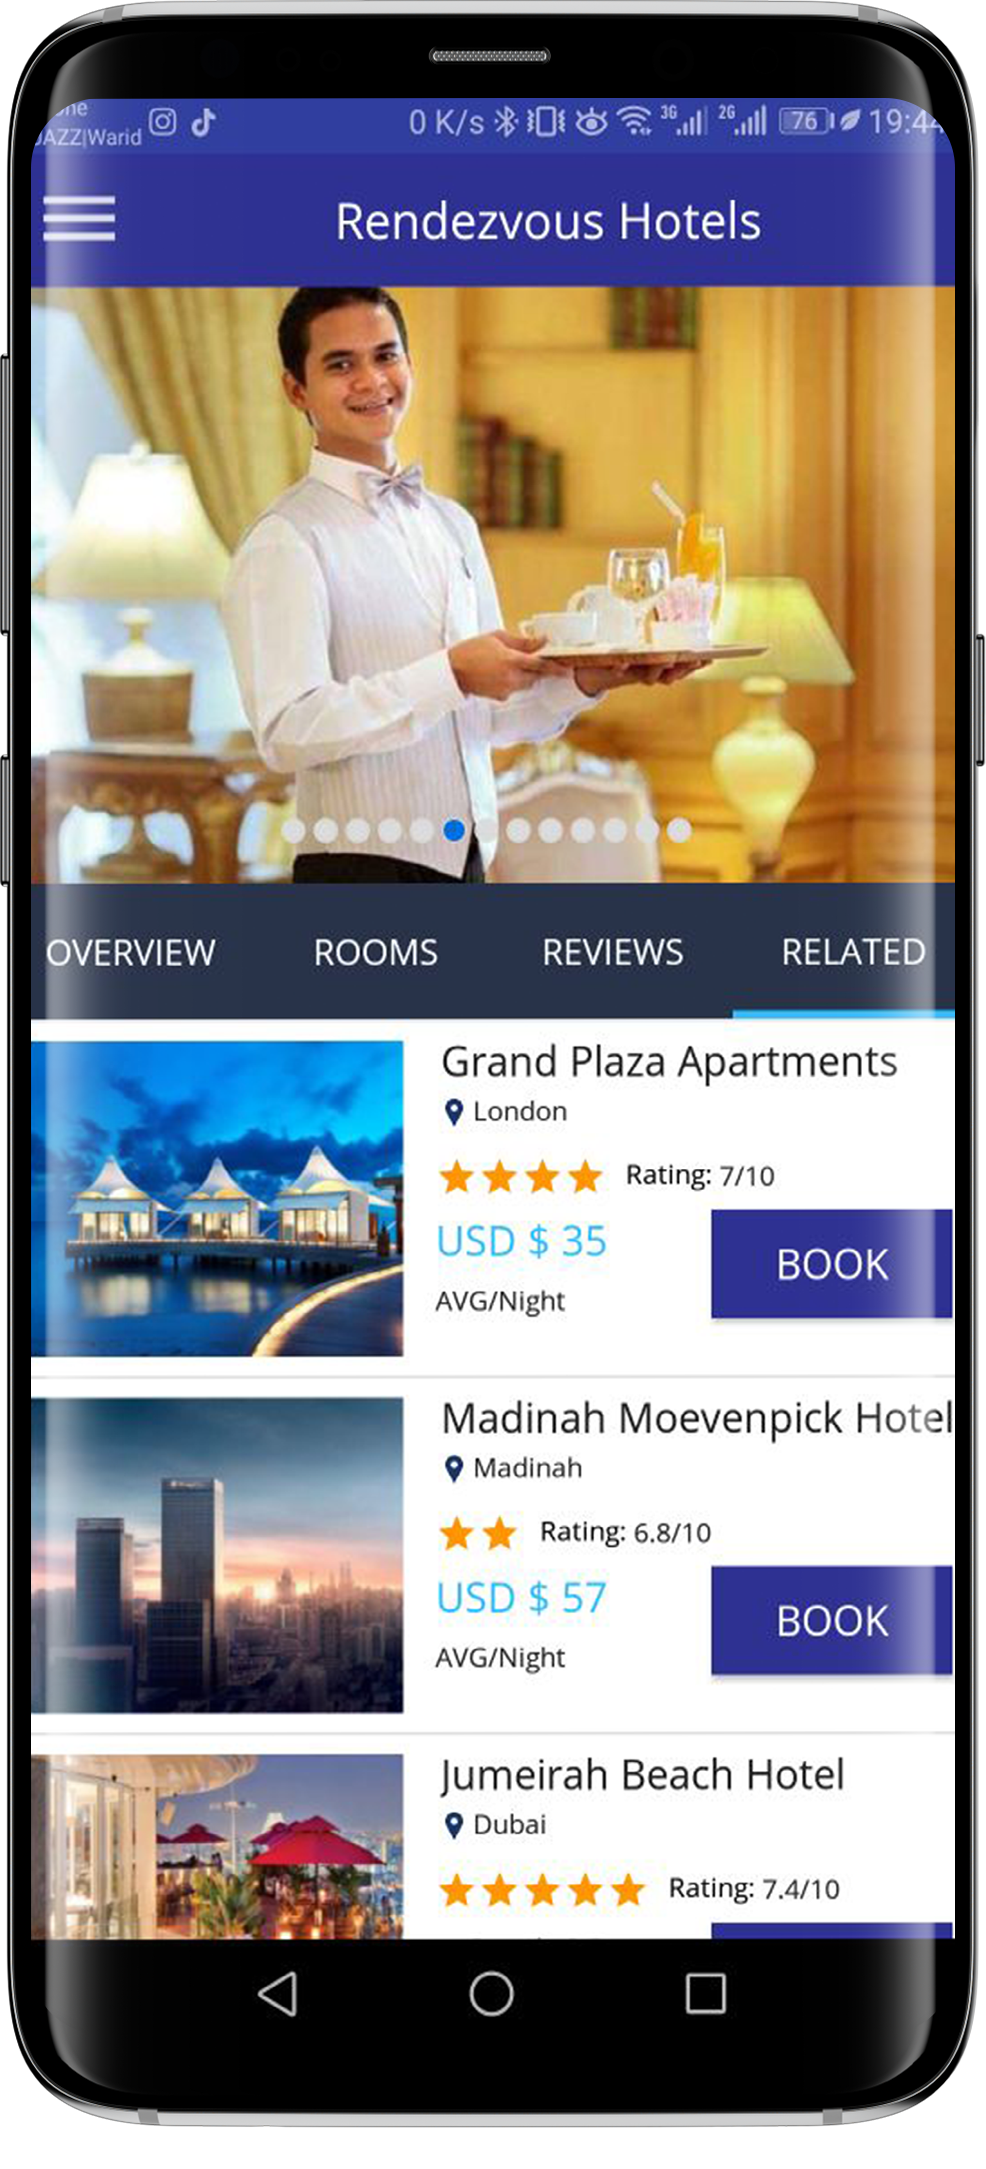 JAZZ|Warid 0 K/s 3G 2G 76 19:44
Rendezvous Hotels
OVERVIEW ROOMS REVIEWS RELATED
Grand Plaza Apartments
London
Rating: 7/10
USD $ 35
BOOK
AVG/Night
Madinah Moevenpick Hotel
Madinah
Rating: 6.8/10
USD $ 57
BOOK
AVG/Night
Jumeirah Beach Hotel
Dubai
Rating: 7.4/10